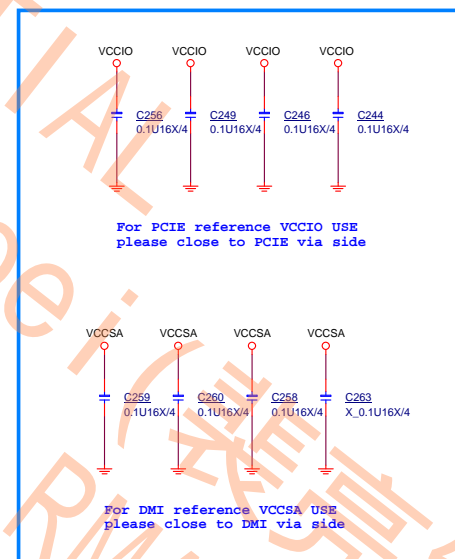 VCCIO VCCIO VCCIO VCCIO
C256 C249 C246 C244
0.1U16X/4 0.1U16X/4 0.1U16X/4 0.1U16X/4
For PCIE reference VCCIO USE
please close to PCIE via side
VCCSA VCCSA VCCSA VCCSA
C259 C260 C258 C263
0.1U16X/4 0.1U16X/4 0.1U16X/4 X_0.1U16X/4
For DMI reference VCCSA USE
please close to DMI via side